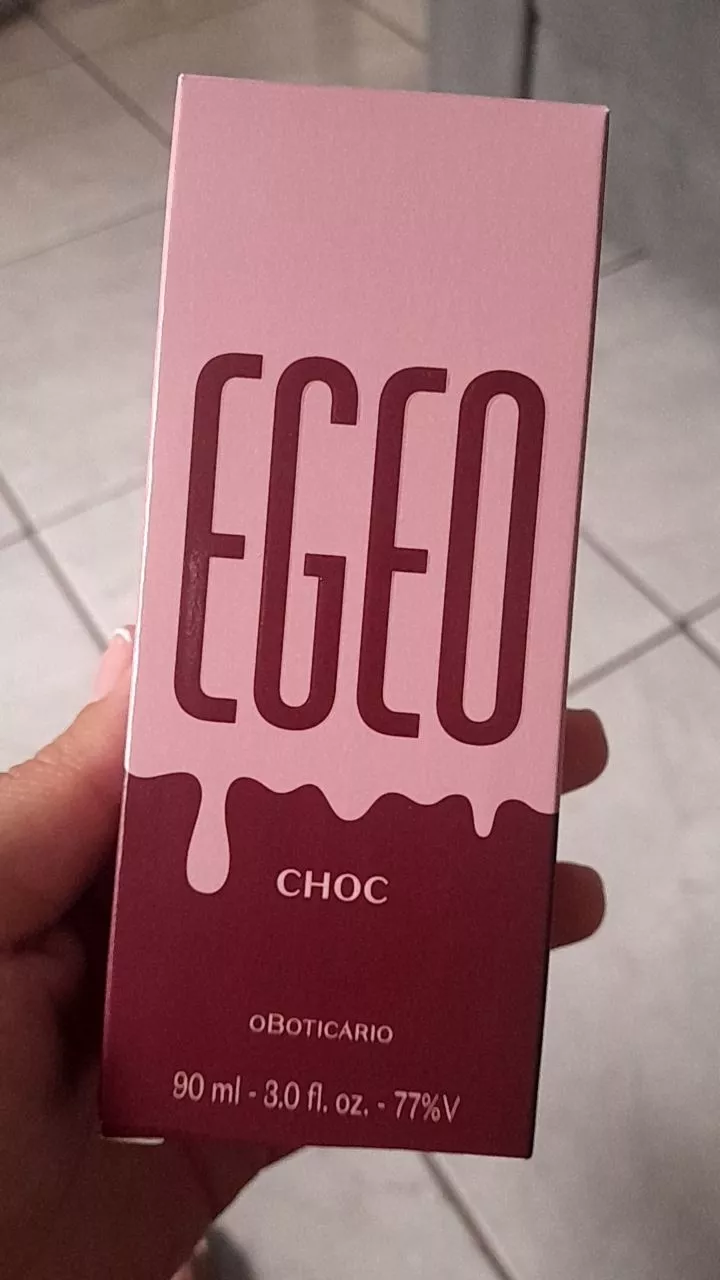 EGEO
CHOC
oBOTICÁRIO
90 ml - 3.0 fl. oz. - 77%V